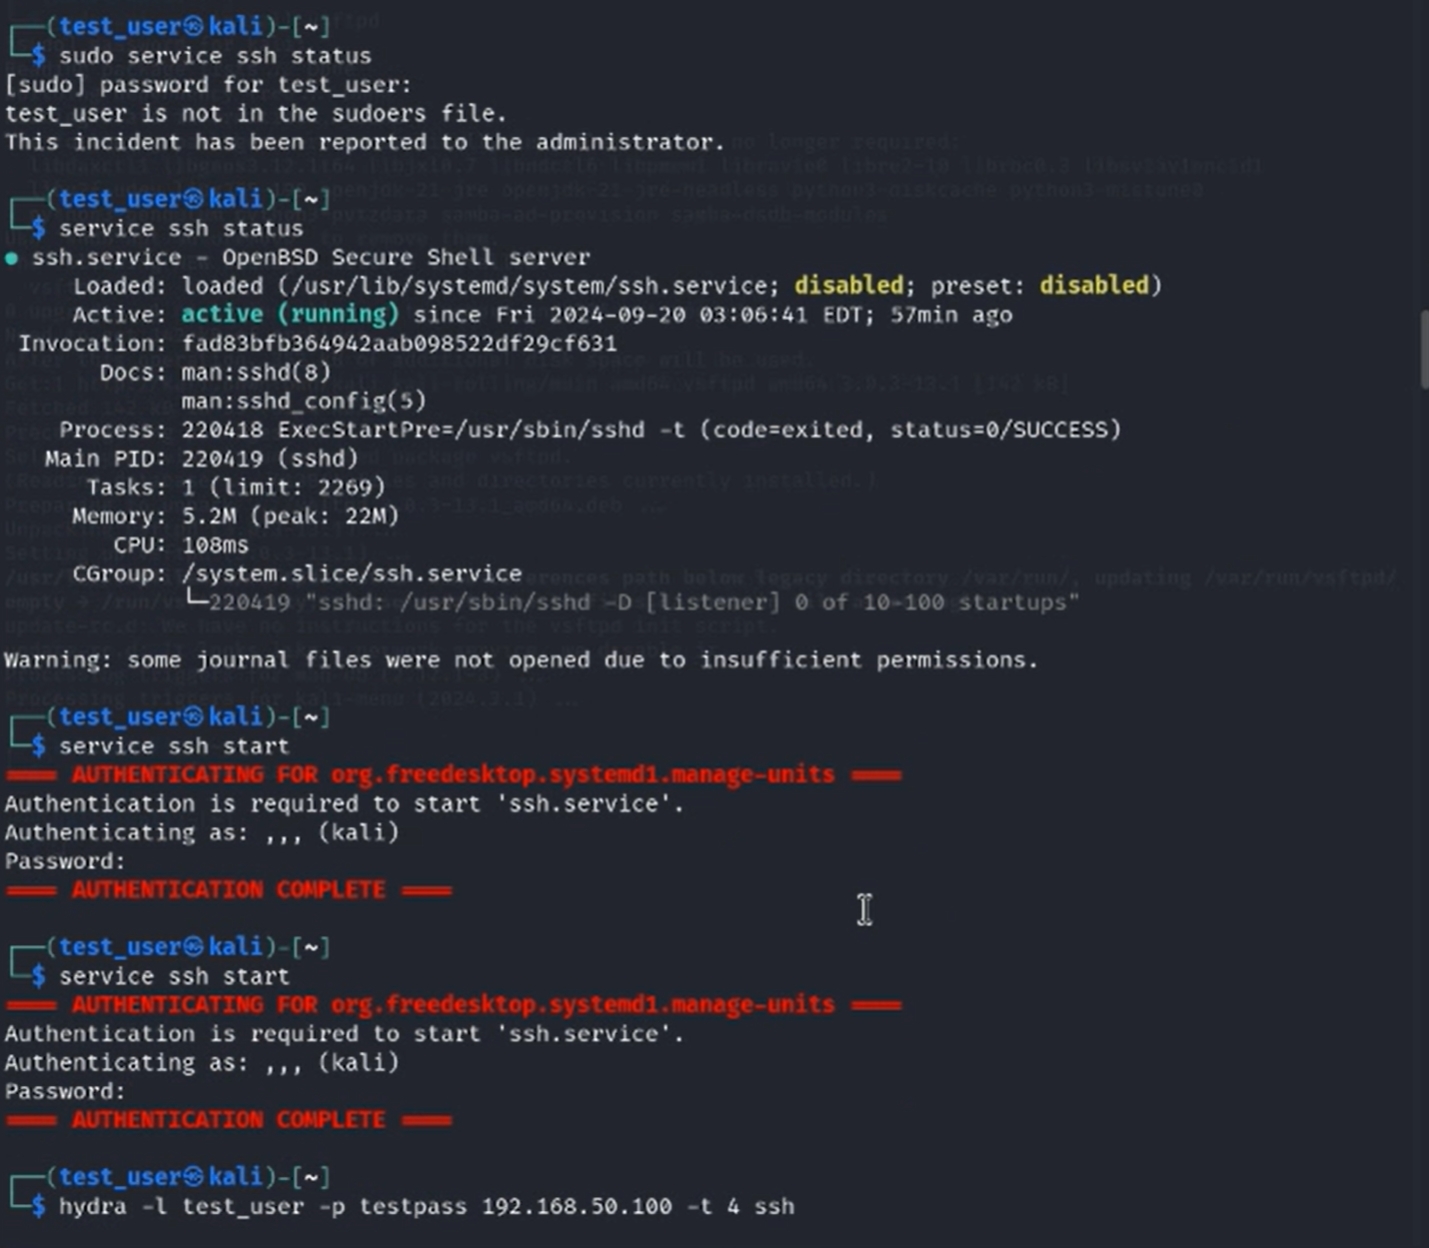 ┌──(test_user㉿kali)-[~]
└─$ sudo service ssh status
[sudo] password for test_user:
test_user is not in the sudoers file.
This incident has been reported to the administrator.
┌──(test_user㉿kali)-[~]
└─$ service ssh status
● ssh.service - OpenBSD Secure Shell server
Loaded: loaded (/usr/lib/systemd/system/ssh.service; disabled; preset: disabled)
Active: active (running) since Fri 2024-09-20 03:06:41 EDT; 57min ago
Invocation: fad83bfb364942aab098522df29cf631
Docs: man:sshd(8)
man:sshd_config(5)
Process: 220418 ExecStartPre=/usr/sbin/sshd -t (code=exited, status=0/SUCCESS)
Main PID: 220419 (sshd)
Tasks: 1 (limit: 2269)
Memory: 5.2M (peak: 22M)
CPU: 108ms
CGroup: /system.slice/ssh.service
└─220419 "sshd: /usr/sbin/sshd -D [listener] 0 of 10-100 startups"
Warning: some journal files were not opened due to insufficient permissions.
┌──(test_user㉿kali)-[~]
└─$ service ssh start
════ AUTHENTICATING FOR org.freedesktop.systemd1.manage-units ════
Authentication is required to start 'ssh.service'.
Authenticating as: ,,, (kali)
Password:
════ AUTHENTICATION COMPLETE ════
┌──(test_user㉿kali)-[~]
└─$ service ssh start
════ AUTHENTICATING FOR org.freedesktop.systemd1.manage-units ════
Authentication is required to start 'ssh.service'.
Authenticating as: ,,, (kali)
Password:
════ AUTHENTICATION COMPLETE ════
┌──(test_user㉿kali)-[~]
└─$ hydra -l test_user -p testpass 192.168.50.100 -t 4 ssh